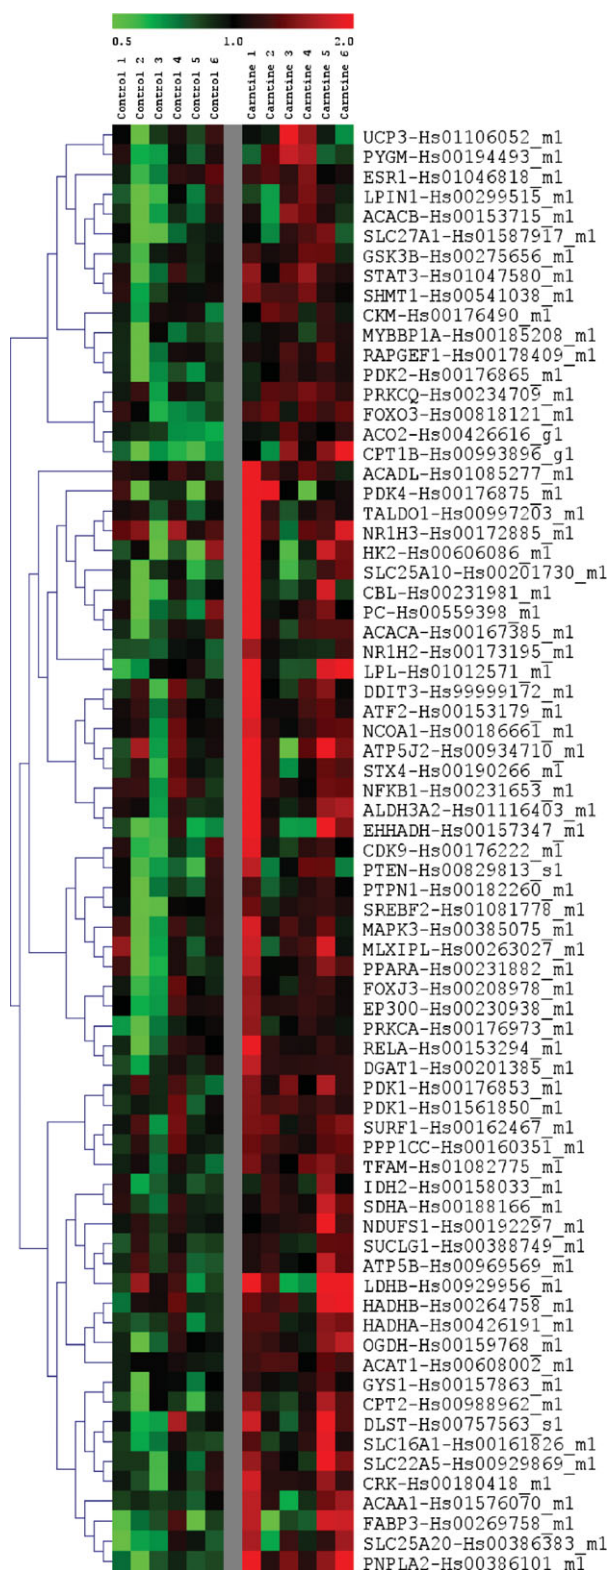 0.5 1.0 2.0
Control 1
Control 2
Control 3
Control 4
Control 5
Control 6
Carntine 1
Carntine 2
Carntine 3
Carntine 4
Carntine 5
Carntine 6
UCP3-Hs01106052_m1
PYGM-Hs00194493_m1
ESR1-Hs01046818_m1
LPIN1-Hs00299515_m1
ACACB-Hs00153715_m1
SLC27A1-Hs01587917_m1
GSK3B-Hs00275656_m1
STAT3-Hs01047580_m1
SHMT1-Hs00541038_m1
CKM-Hs00176490_m1
MYBBP1A-Hs00185208_m1
RAPGEF1-Hs00178409_m1
PDK2-Hs00176865_m1
PRKCQ-Hs00234709_m1
FOXO3-Hs00818121_m1
ACO2-Hs00426616_g1
CPT1B-Hs00993896_g1
ACADL-Hs01085277_m1
PDK4-Hs00176875_m1
TALDO1-Hs00997203_m1
NR1H3-Hs00172885_m1
HK2-Hs00606086_m1
SLC25A10-Hs00201730_m1
CBL-Hs00231981_m1
PC-Hs00559398_m1
ACACA-Hs00167385_m1
NR1H2-Hs00173195_m1
LPL-Hs01012571_m1
DDIT3-Hs99999172_m1
ATF2-Hs00153179_m1
NCOA1-Hs00186661_m1
ATP5J2-Hs00934710_m1
STX4-Hs00190266_m1
NFKB1-Hs00231653_m1
ALDH3A2-Hs01116403_m1
EHHADH-Hs00157347_m1
CDK9-Hs00176222_m1
PTEN-Hs00829813_s1
PTPN1-Hs00182260_m1
SREBF2-Hs01081778_m1
MAPK3-Hs00385075_m1
MLXIPL-Hs00263027_m1
PPARA-Hs00231882_m1
FOXJ3-Hs00208978_m1
EP300-Hs00230938_m1
PRKCA-Hs00176973_m1
RELA-Hs00153294_m1
DGAT1-Hs00201385_m1
PDK1-Hs00176853_m1
PDK1-Hs01561850_m1
SURF1-Hs00162467_m1
PPP1CC-Hs00160351_m1
TFAM-Hs01082775_m1
IDH2-Hs00158033_m1
SDHA-Hs00188166_m1
NDUFS1-Hs00192297_m1
SUCLG1-Hs00388749_m1
ATP5B-Hs00969569_m1
LDHB-Hs00929956_m1
HADHB-Hs00264758_m1
HADHA-Hs00426191_m1
OGDH-Hs00159768_m1
ACAT1-Hs00608002_m1
GYS1-Hs00157863_m1
CPT2-Hs00988962_m1
DLST-Hs00757563_s1
SLC16A1-Hs00161826_m1
SLC22A5-Hs00929869_m1
CRK-Hs00180418_m1
ACAA1-Hs01576070_m1
FABP3-Hs00269758_m1
SLC25A20-Hs00386383_m1
PNPLA2-Hs00386101_m1